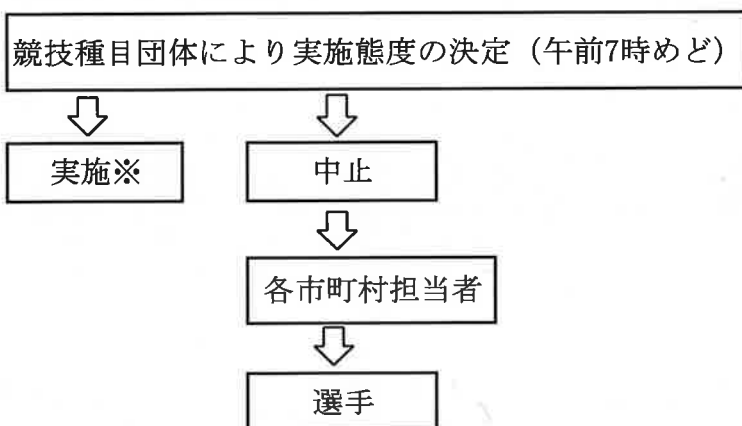 競技種目団体により実施態度の決定（午前7時めど）
実施※
中止
各市町村担当者
選手